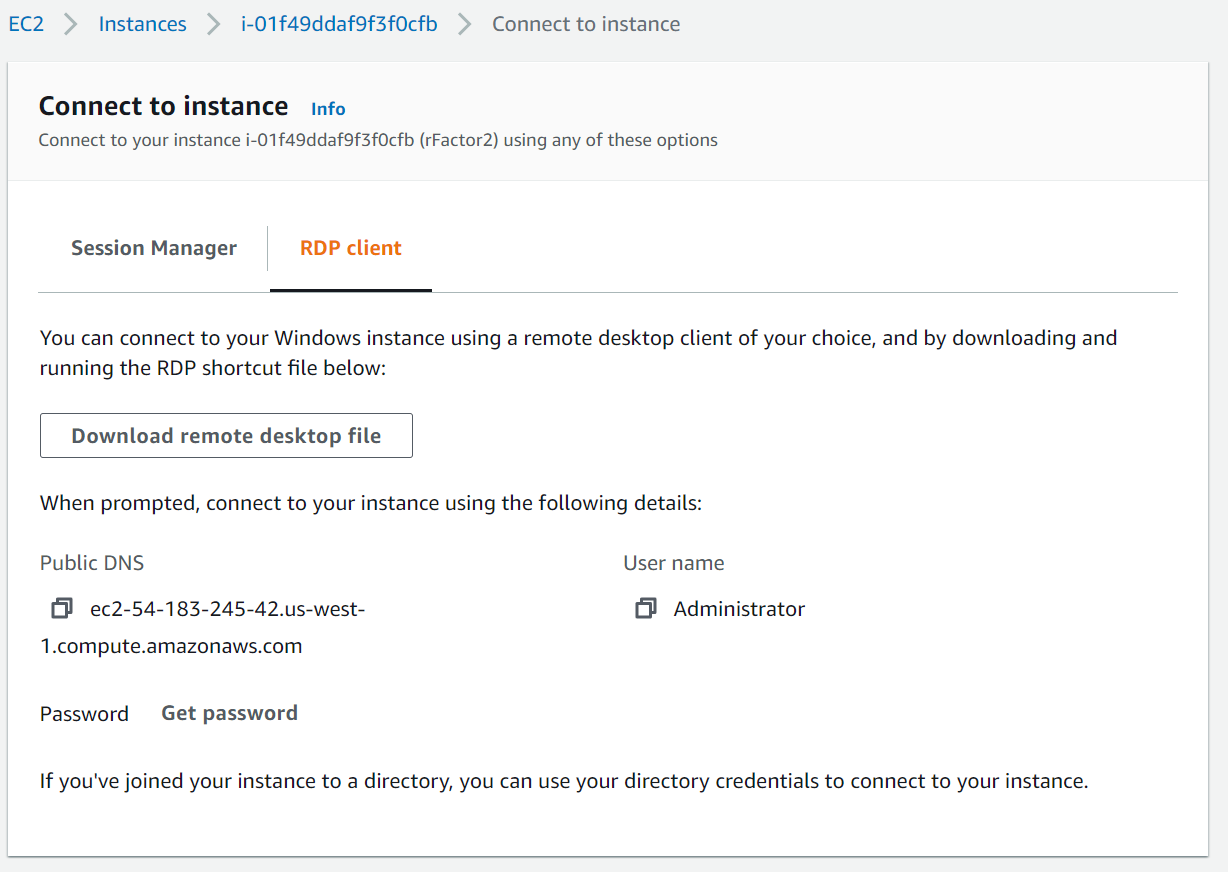 EC2 Instances i-01f49ddaf9f3f0cfb Connect to instance
Connect to instance Info
Connect to your instance i-01f49ddaf9f3f0cfb (rFactor2) using any of these options
Session Manager RDP client
You can connect to your Windows instance using a remote desktop client of your choice, and by downloading and
running the RDP shortcut file below:
Download remote desktop file
When prompted, connect to your instance using the following details:
Public DNS User name
ec2-54-183-245-42.us-west- Administrator
1.compute.amazonaws.com
Password Get password
If you've joined your instance to a directory, you can use your directory credentials to connect to your instance.